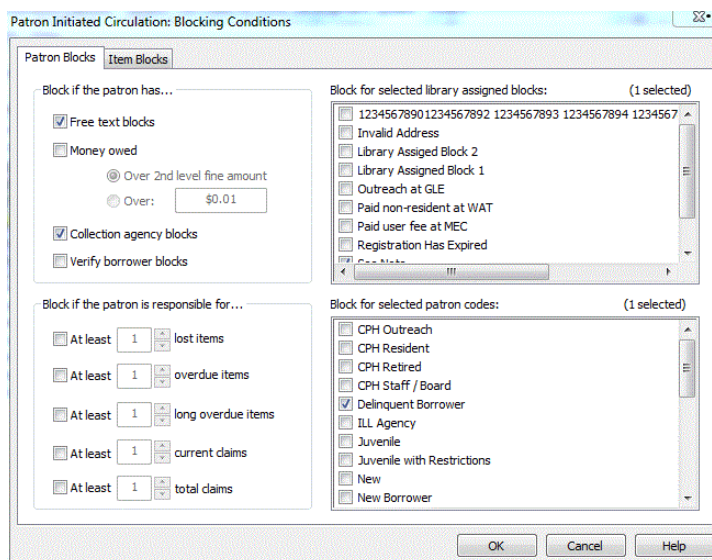 Patron Initiated Circulation: Blocking Conditions
Patron Blocks
Item Blocks
Block if the patron has...
Free text blocks
Money owed
Over 2nd level fine amount
Over: $0.01
Collection agency blocks
Verify borrower blocks
Block for selected library assigned blocks: (1 selected)
1234567890 1234567892 1234567893 1234567894 1234567
Invalid Address
Library Assiged Block 2
Library Assigned Block 1
Outreach at GLE
Paid non-resident at WAT
Paid user fee at MEC
Registration Has Expired
See Note
Block if the patron is responsible for...
At least 1 lost items
At least 1 overdue items
At least 1 long overdue items
At least 1 current claims
At least 1 total claims
Block for selected patron codes: (1 selected)
CPH Outreach
CPH Resident
CPH Retired
CPH Staff / Board
Delinquent Borrower
ILL Agency
Juvenile
Juvenile with Restrictions
New
New Borrower
OK
Cancel
Help